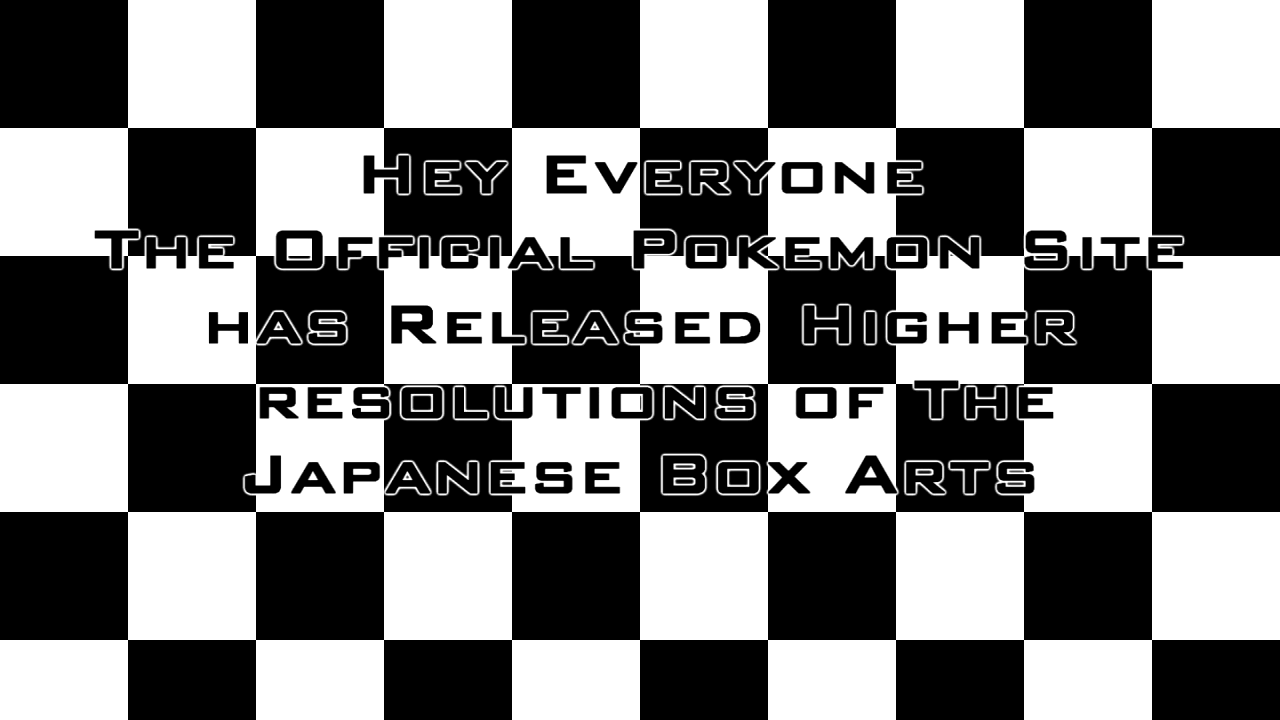 Hey Everyone
The Official Pokemon Site
has Released Higher
resolutions of The
Japanese Box Arts